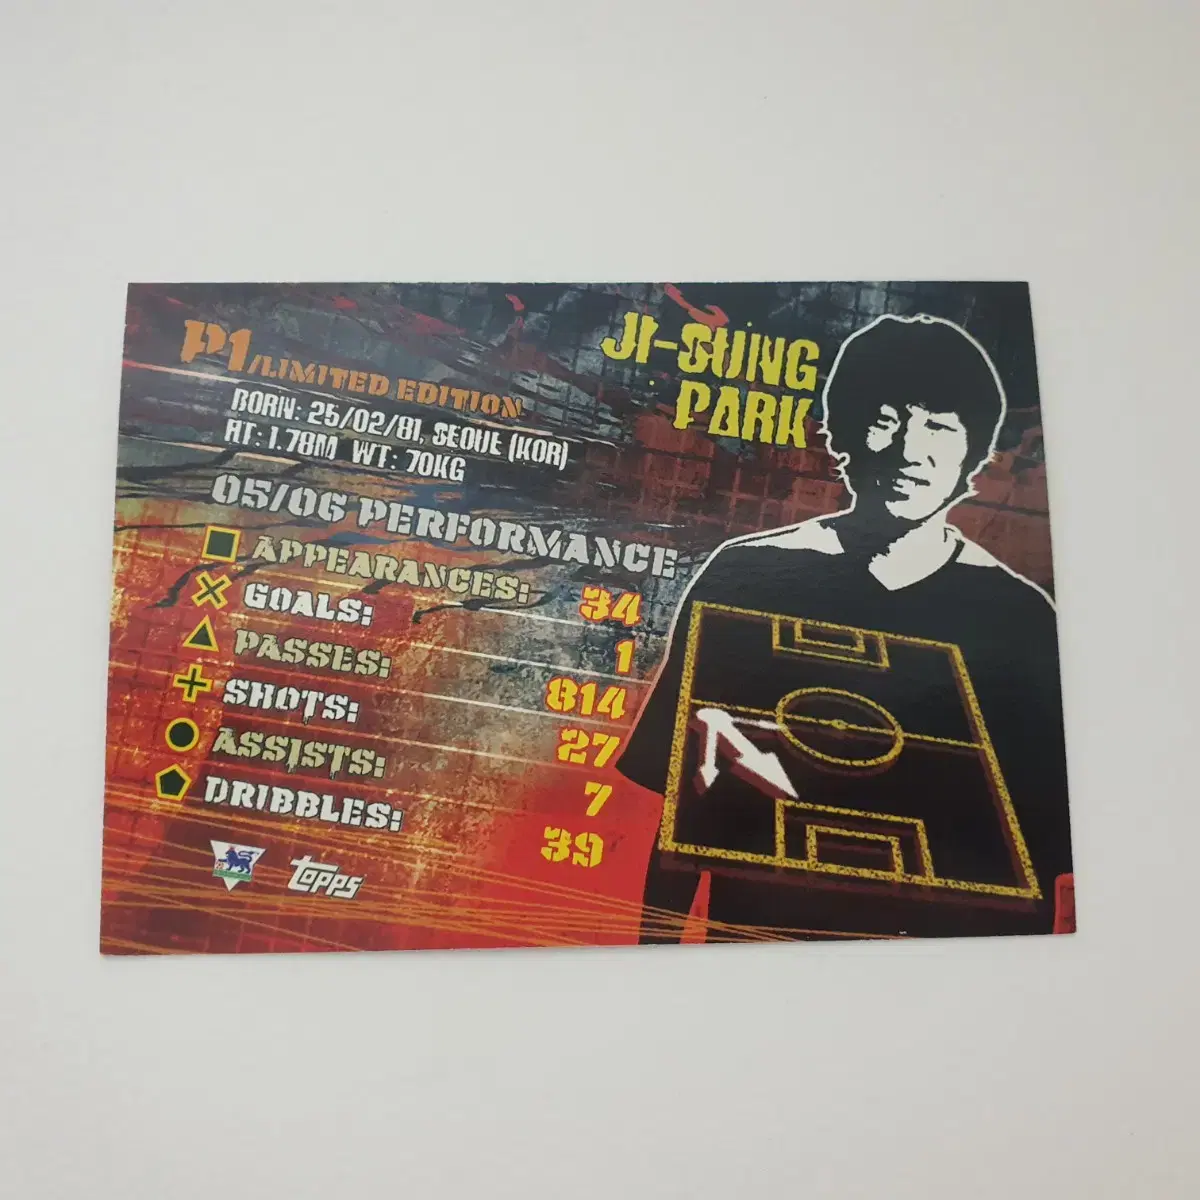 P1/LIMITED EDITION
BORN: 25/02/81, SEOUL (KOR)
HT: 1.78M WT: 70KG
JI-SUNG
PARK
05/06 PERFORMANCE
APPEARANCES: 34
GOALS: 1
PASSES: 814
SHOTS: 27
ASSISTS: 7
DRIBBLES: 39
Topps